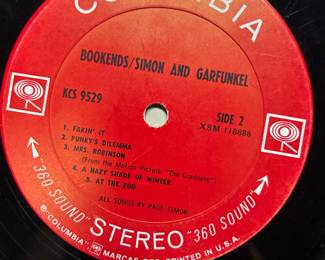 COLUMBIA
BOOKENDS/SIMON AND GARFUNKEL
KCS 9529
SIDE 2
XSM 118888
1. FAKIN' IT
2. PUNKY'S DILEMMA
3. MRS. ROBINSON
(From the Motion Picture "The Graduate")
4. A HAZY SHADE OF WINTER
5. AT THE ZOO
ALL SONGS BY PAUL SIMON
"360 SOUND" STEREO "360 SOUND"
® "COLUMBIA", MARCAS REG. PRINTED IN U.S.A.